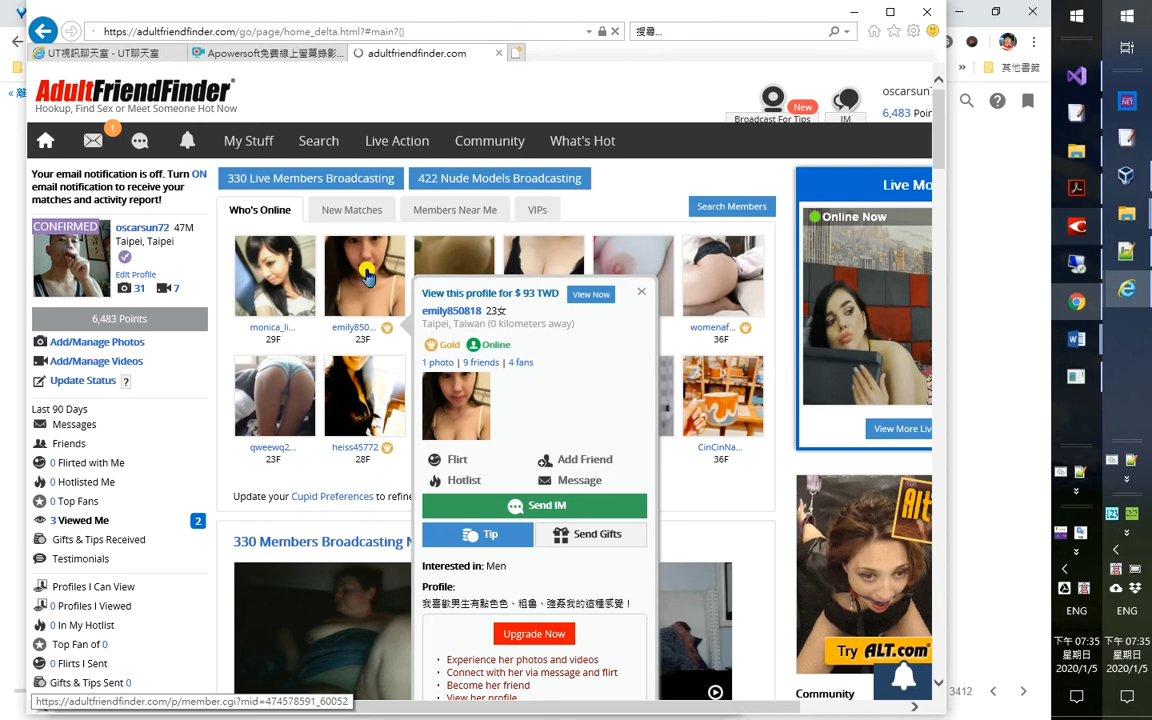 https://adultfriendfinder.com/go/page/home_delta.html?#main?{}
搜尋...
UT視訊聊天室 - UT聊天室
Apowersoft免費線上螢幕錄影...
adultfriendfinder.com
其他書籤
AdultFriendFinder
Hookup, Find Sex or Meet Someone Hot Now
New
Broadcast For Tips
IM
oscarsun
6,483 Poin
1
My Stuff
Search
Live Action
Community
What's Hot
Your email notification is off. Turn ON
email notification to receive your
matches and activity report!
CONFIRMED
oscarsun72 47M
Taipei, Taipei
Edit Profile
31
7
6,483 Points
Add/Manage Photos
Add/Manage Videos
Update Status ?
Last 90 Days
Messages
Friends
0 Flirted with Me
0 Hotlisted Me
0 Top Fans
3 Viewed Me
2
Gifts & Tips Received
Testimonials
Profiles I Can View
0 Profiles I Viewed
0 In My Hotlist
Top Fan of 0
0 Flirts I Sent
Gifts & Tips Sent 0
https://adultfriendfinder.com/p/member.cgi?mid=474578591_60052
330 Live Members Broadcasting
422 Nude Models Broadcasting
Who's Online
New Matches
Members Near Me
VIPs
Search Members
monica_li...
29F
emily850...
23F
womenaf...
36F
qweewq2...
23F
heiss45772
28F
CinCinNa...
36F
Update your Cupid Preferences to refine
330 Members Broadcasting N
View this profile for $ 93 TWD
View Now
emily850818 23女
Taipei, Taiwan (0 kilometers away)
Gold
Online
1 photo | 9 friends | 4 fans
Flirt
Add Friend
Hotlist
Message
Send IM
Tip
Send Gifts
Interested in: Men
Profile:
我喜歡男生有點色色、粗魯、強姦我的這種感覺！
Upgrade Now
• Experience her photos and videos
• Connect with her via message and flirt
• Become her friend
• View her profile
Live Mo
Online Now
View More Liv
ALT
Try ALT.com
Community
3412
ENG
下午 07:35
星期日
2020/1/5
ENG
下午 07:35
星期日
2020/1/5